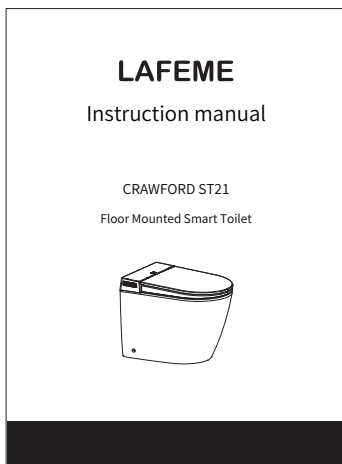 LAFEME
Instruction manual
CRAWFORD ST21
Floor Mounted Smart Toilet